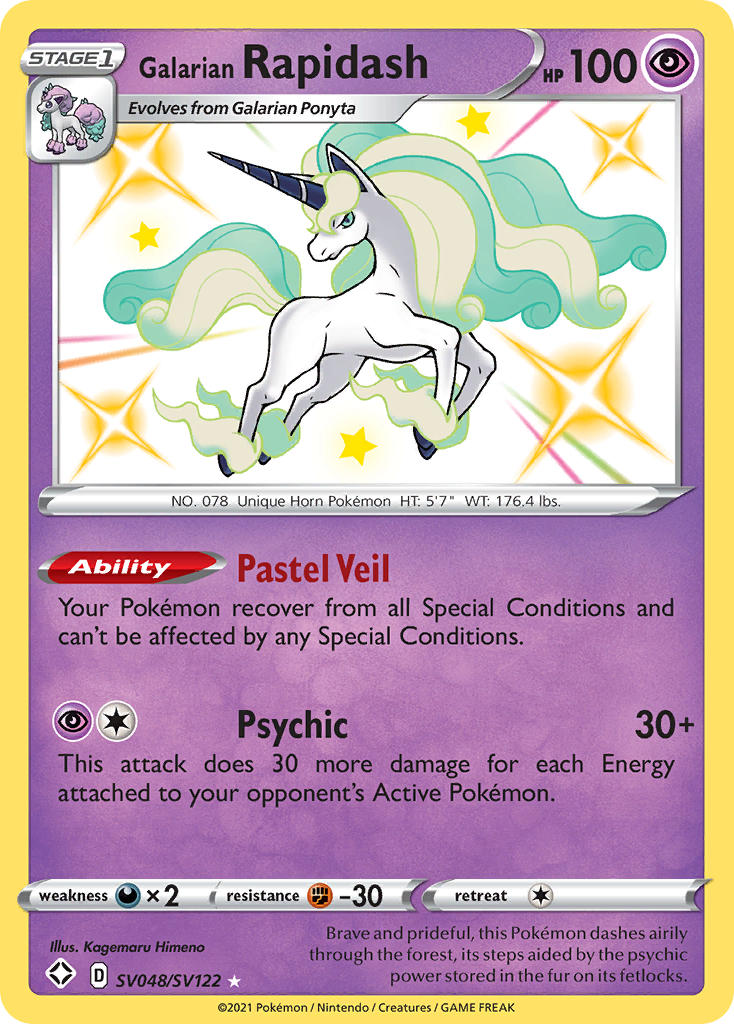 STAGE 1
Galarian Rapidash
HP 100
Evolves from Galarian Ponyta
NO. 078 Unique Horn Pokémon HT: 5'7" WT: 176.4 lbs.
Ability Pastel Veil
Your Pokémon recover from all Special Conditions and
can't be affected by any Special Conditions.
Psychic 30+
This attack does 30 more damage for each Energy
attached to your opponent's Active Pokémon.
weakness ×2 resistance -30 retreat
Illus. Kagemaru Himeno
Brave and prideful, this Pokémon dashes airily
through the forest, its steps aided by the psychic
power stored in the fur on its fetlocks.
D SV048/SV122
©2021 Pokémon / Nintendo / Creatures / GAME FREAK